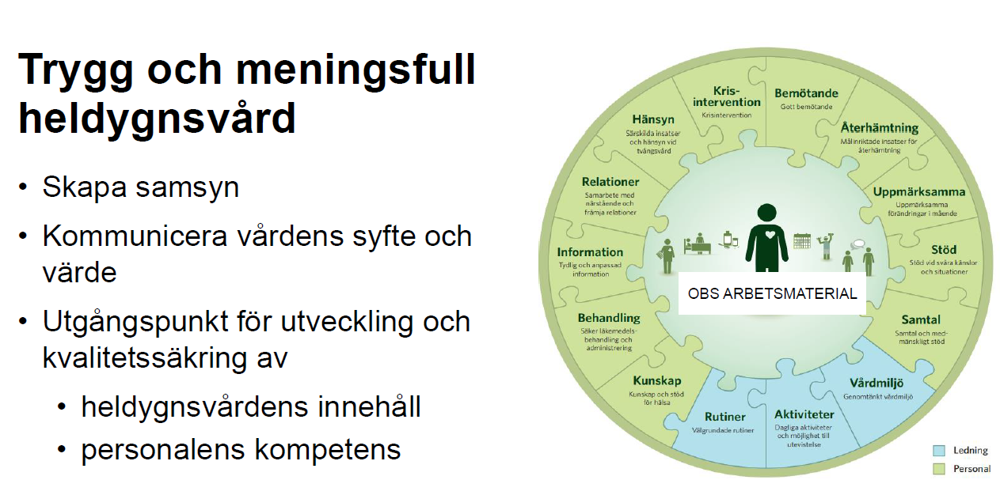 Trygg och meningsfull
heldygnsvård
• Skapa samsyn
• Kommunicera vårdens syfte och
värde
• Utgångspunkt för utveckling och
kvalitetssäkring av
• heldygnsvårdens innehåll
• personalens kompetens
Kris-
intervention
Krisintervention
Bemötande
Gott bemötande
Återhämtning
Målinriktade insatser för
återhämtning
Uppmärksamma
Uppmärksamma
förändringar i mående
Stöd
Stöd vid svåra känslor
och situationer
Samtal
Samtal och med-
mänskligt stöd
Vårdmiljö
Genomtänkt vårdmiljö
Aktiviteter
Dagliga aktiviteter
och möjlighet till
utevistelse
Rutiner
Välgrundade rutiner
Kunskap
Kunskap och stöd
för hälsa
Behandling
Säker läkemedels-
behandling och
administrering
Information
Tydlig och anpassad
information
Relationer
Samarbete med
närstående och
främja relationer
Hänsyn
Särskilda insatser
och hänsyn vid
tvångsvård
OBS ARBETSMATERIAL
Ledning
Personal